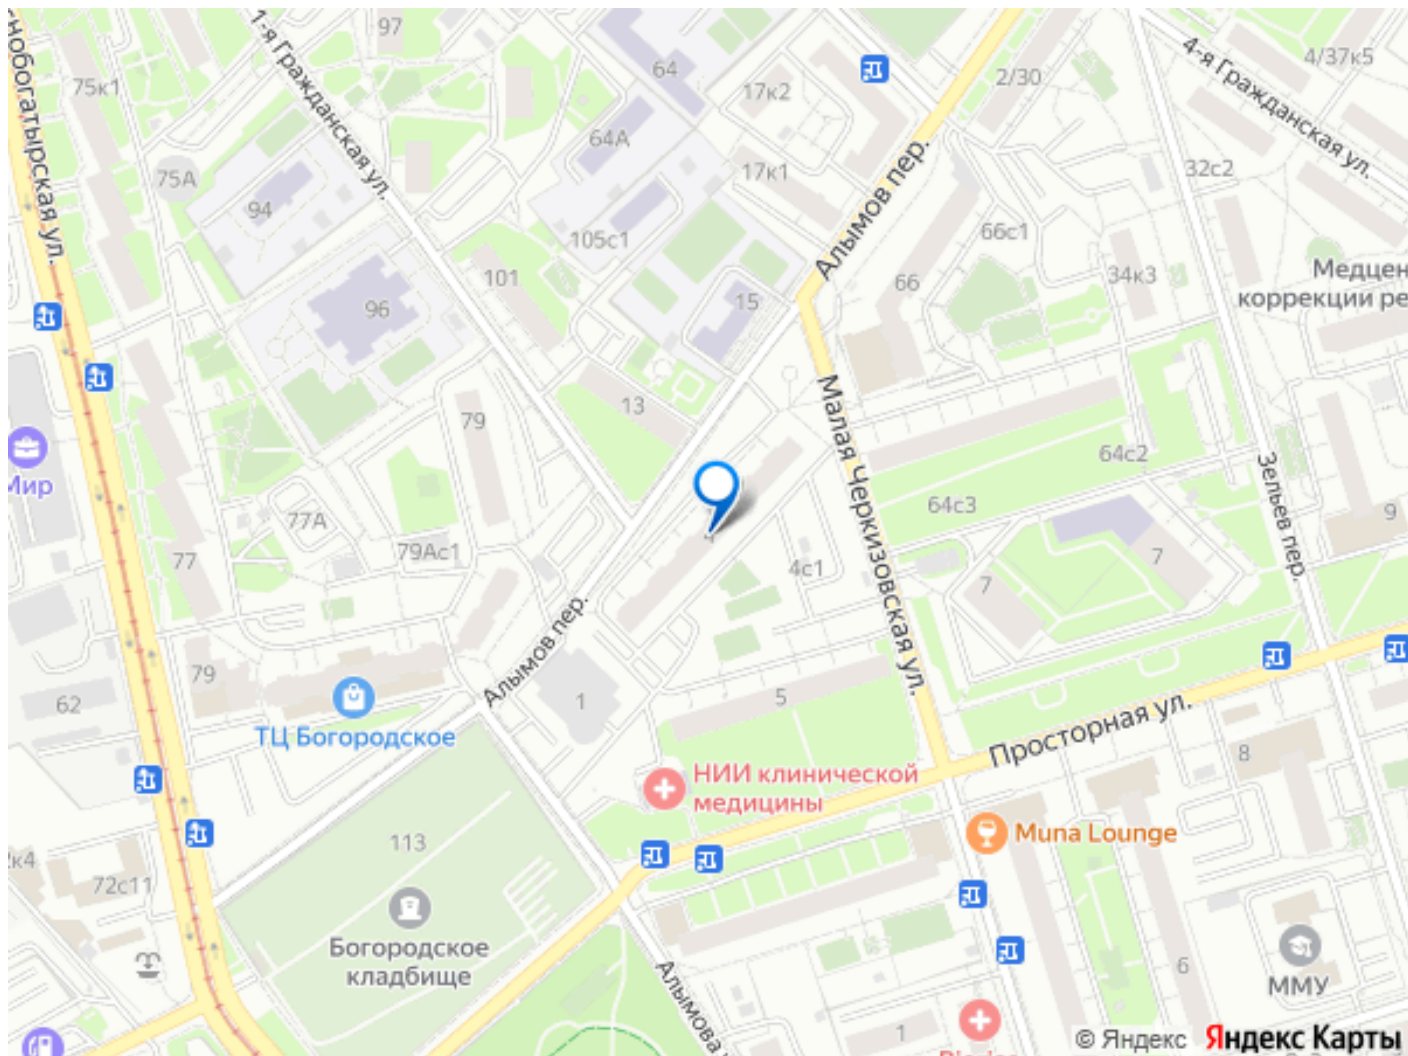 97
1-я Гражданская ул.
64
4-я Гражданская ул.
4/37к5
75к1
17к2
2/30
64А
75А
17к1
32с2
94
Алымов пер.
105с1
66с1
101
66
34к3
Медцен
коррекции ре
96
15
79
13
Малая Черкизовская ул.
64с2
Мир
77А
64с3
Зельев пер.
9
79Ас1
77
4
4с1
7
7
Алымов пер.
79
62
1
5
ТЦ Богородское
Просторная ул.
8
НИИ клинической
медицины
Muna Lounge
113
72с11
Богородское
кладбище
6
ММУ
1
© Яндекс
Яндекс Карты